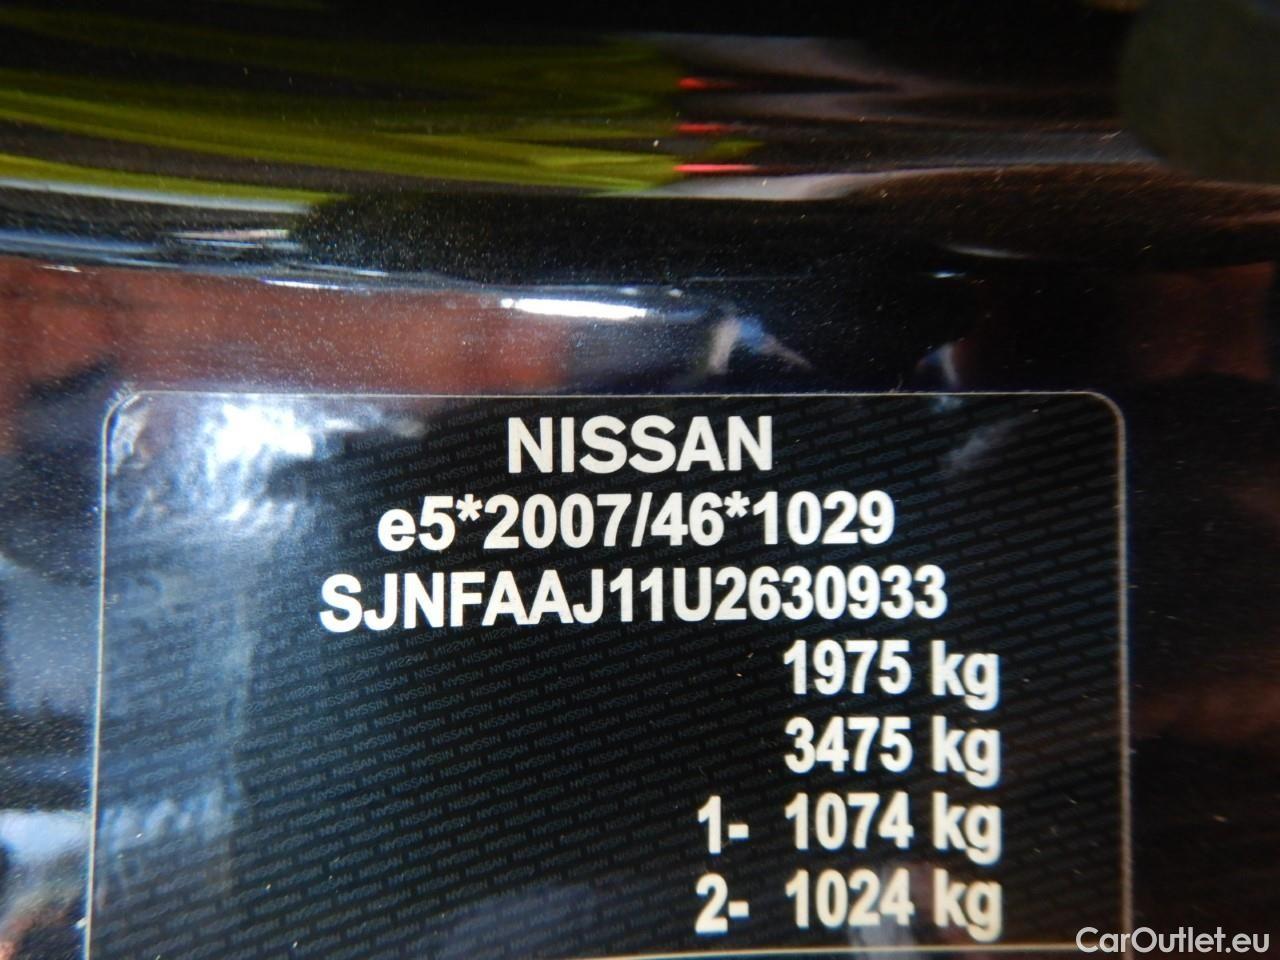 NISSAN
e5*2007/46*1029
SJNFAAJ11U2630933
1975 kg
3475 kg
1- 1074 kg
2- 1024 kg
CarOutlet.eu